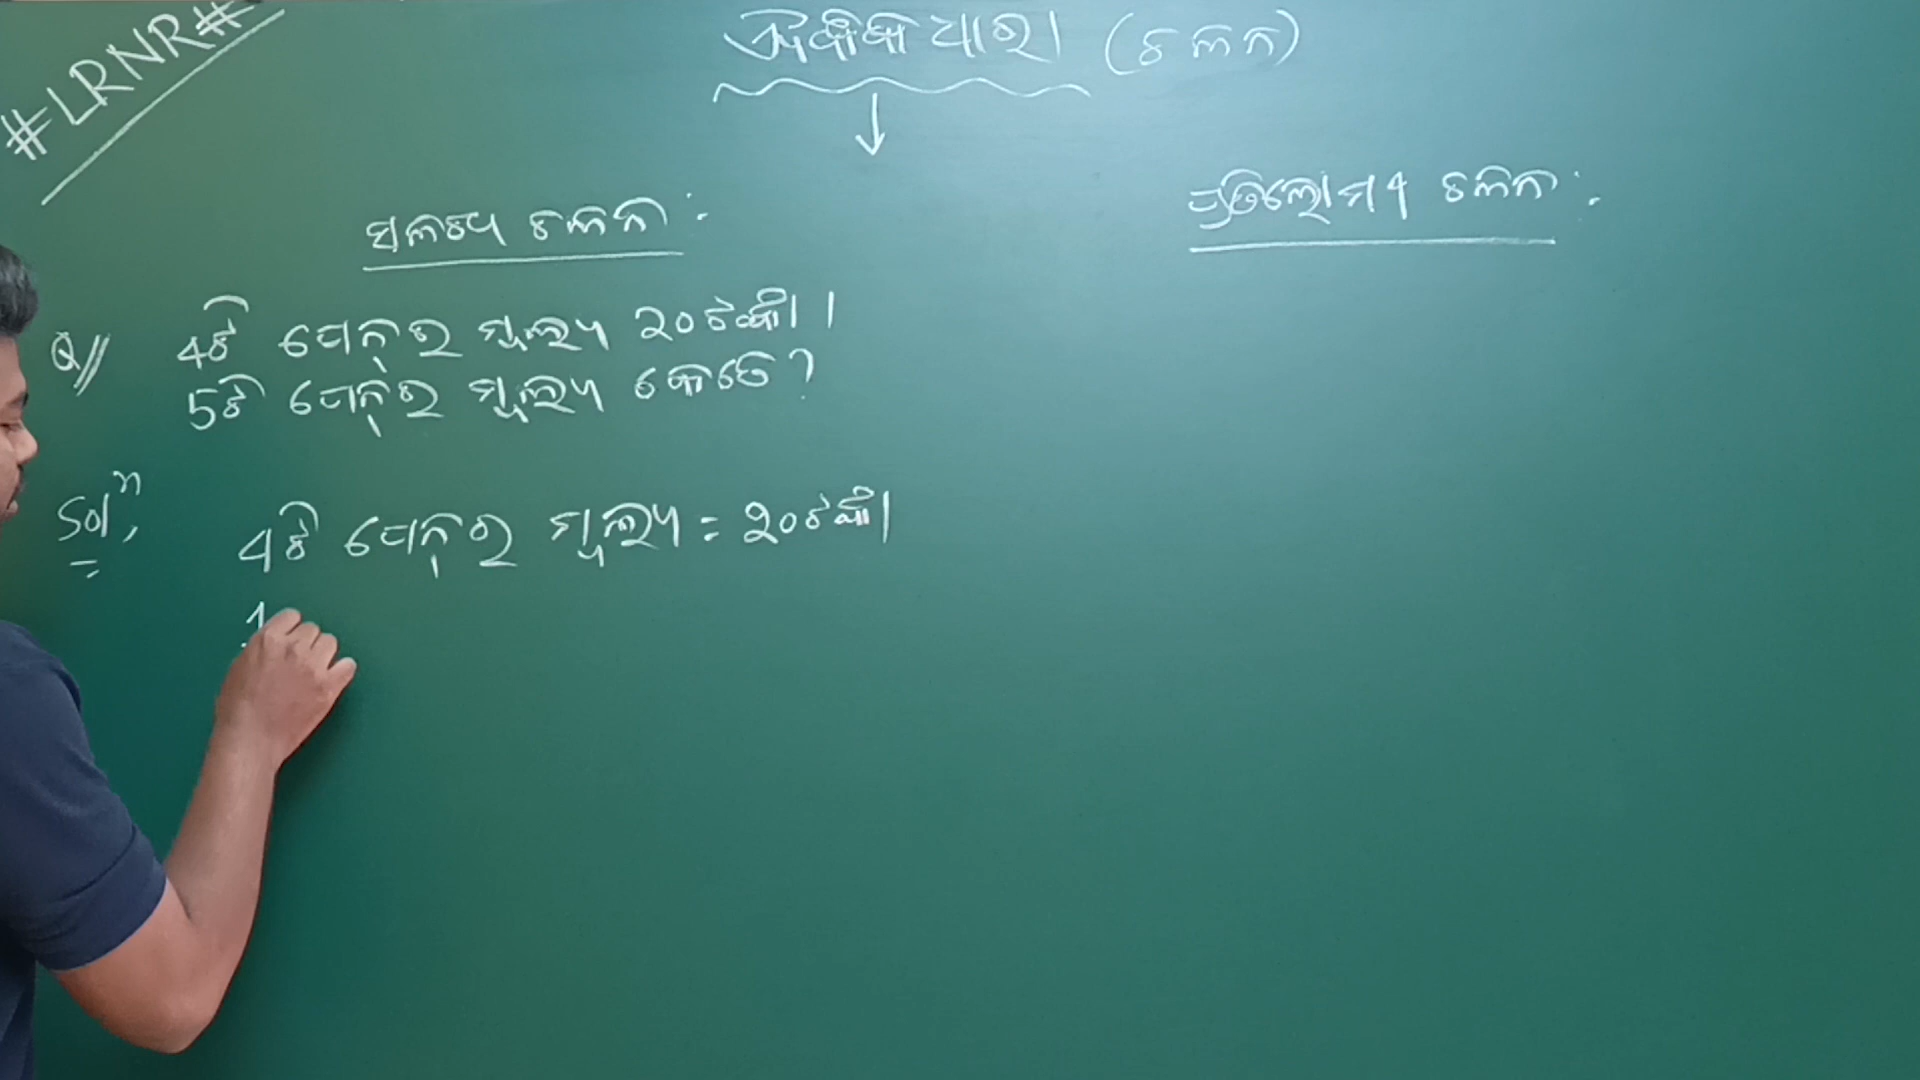 #LRNR#
ଐକିକ ଧାରା (ଚଳନ)
ସଳଖ ଚଳନ :
ପ୍ରତିଲୋମୀ ଚଳନ :
Q// 4ଟି ପେନ୍‌ର ମୂଲ୍ୟ 20ଟଙ୍କା ।
5ଟି ପେନ୍‌ର ମୂଲ୍ୟ କେତେ ?
Solⁿ, 4ଟି ପେନ୍‌ର ମୂଲ୍ୟ = 20ଟଙ୍କା
1